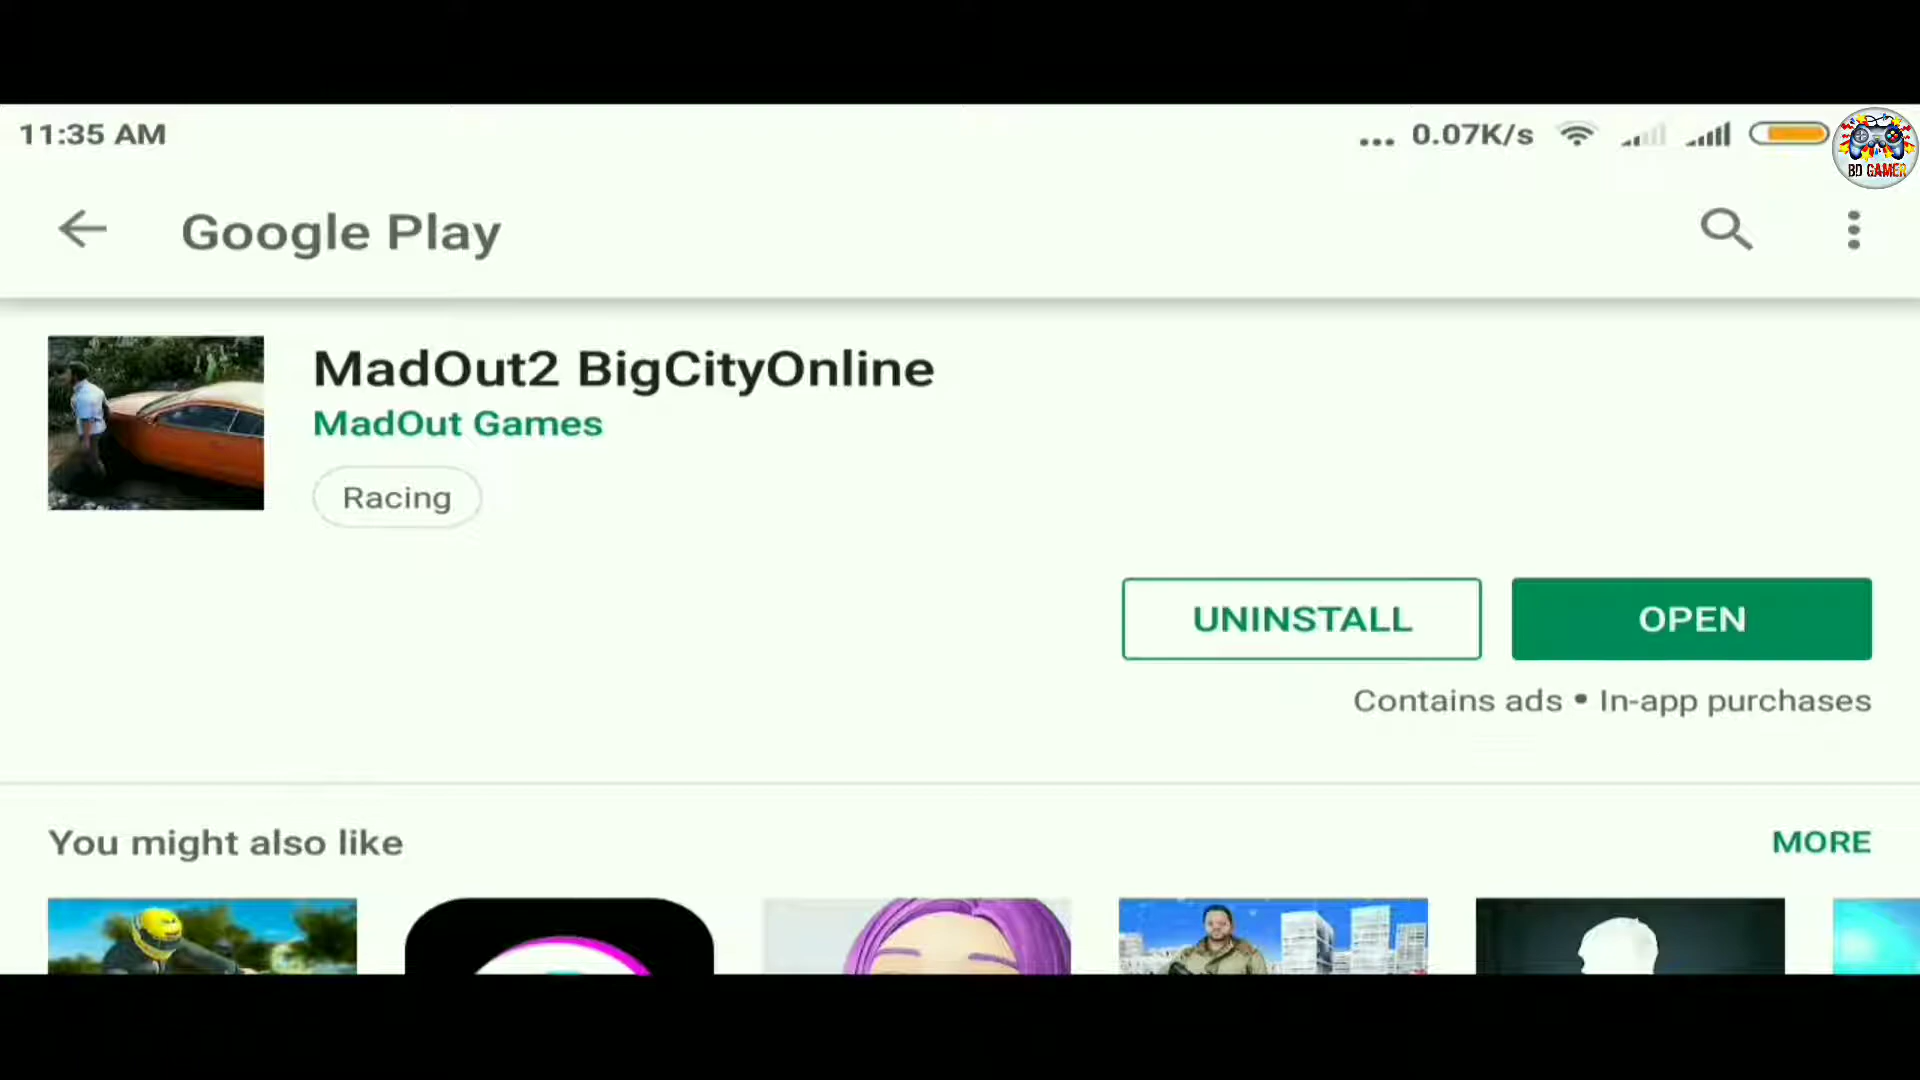 11:35 AM
... 0.07K/s
BD GAMER
Google Play
MadOut2 BigCityOnline
MadOut Games
Racing
UNINSTALL
OPEN
Contains ads • In-app purchases
You might also like
MORE